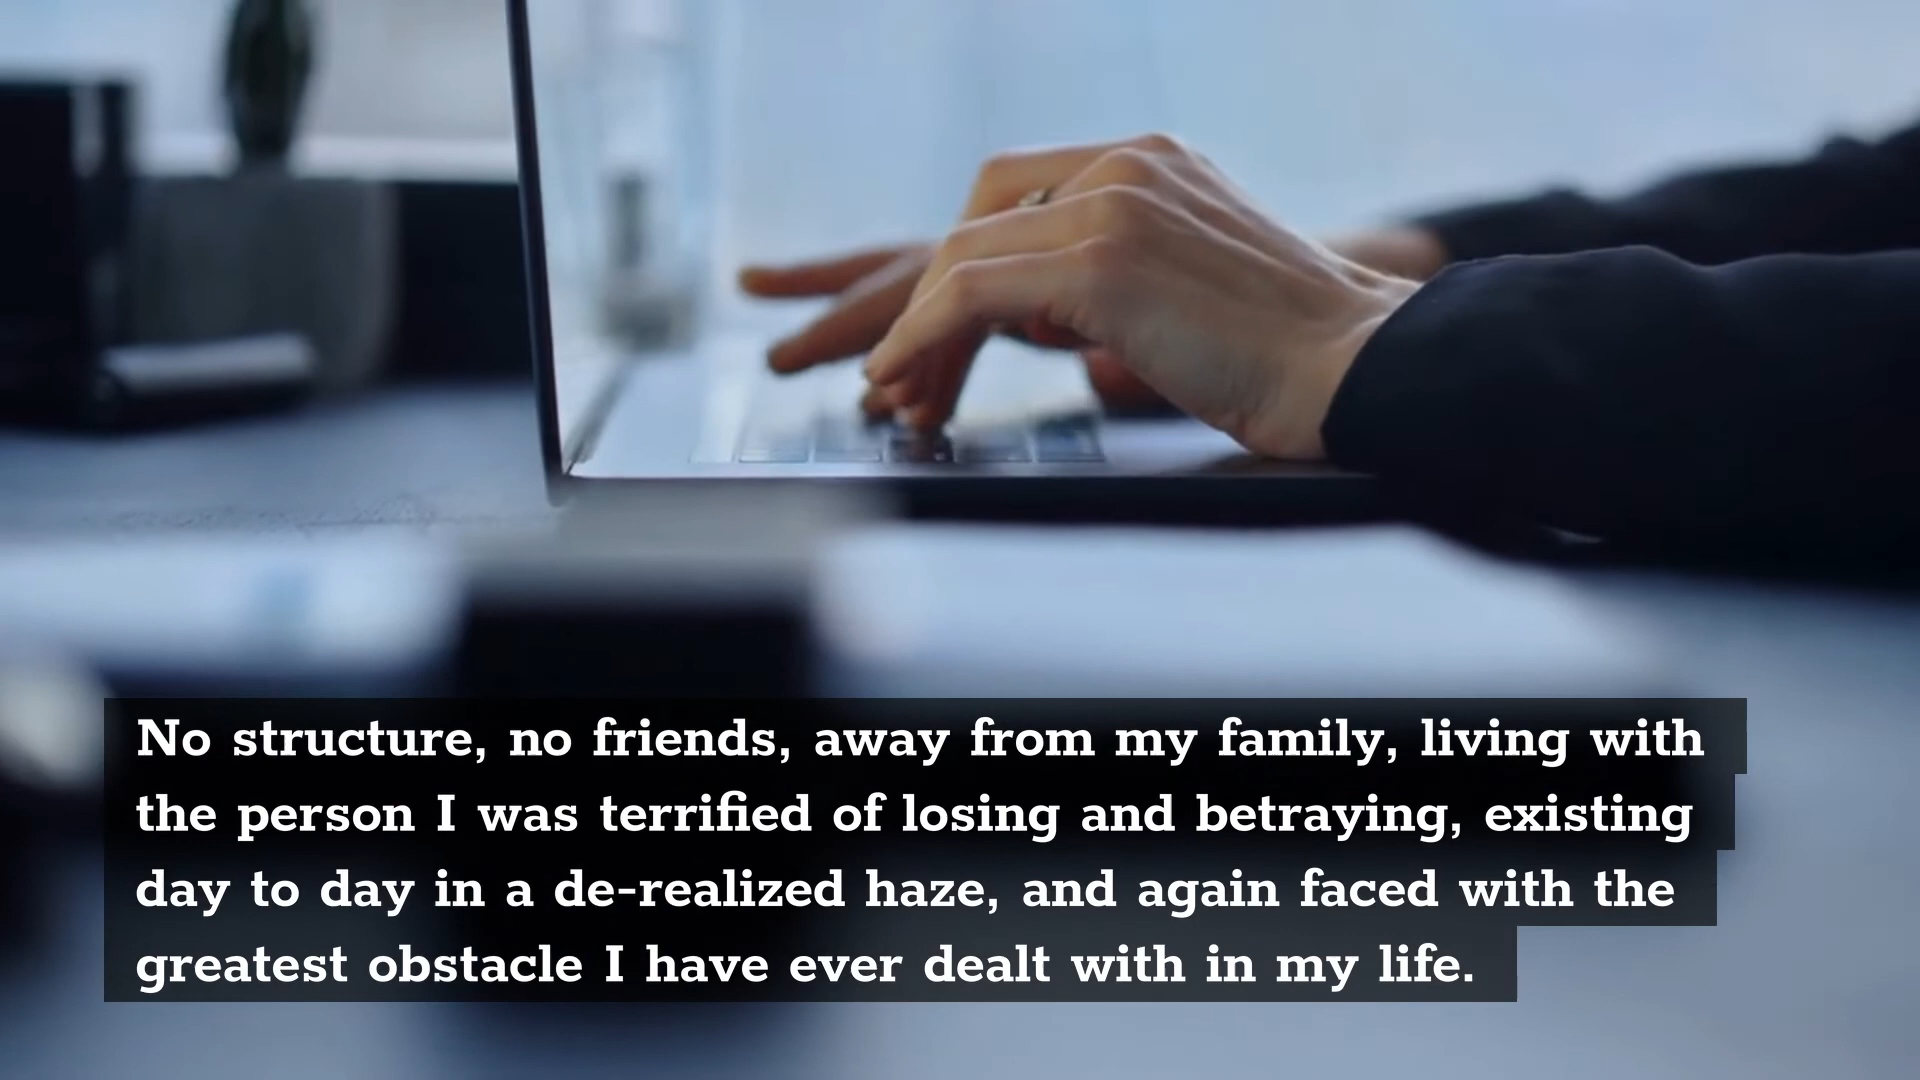 No structure, no friends, away from my family, living with
the person I was terrified of losing and betraying, existing
day to day in a de-realized haze, and again faced with the
greatest obstacle I have ever dealt with in my life.